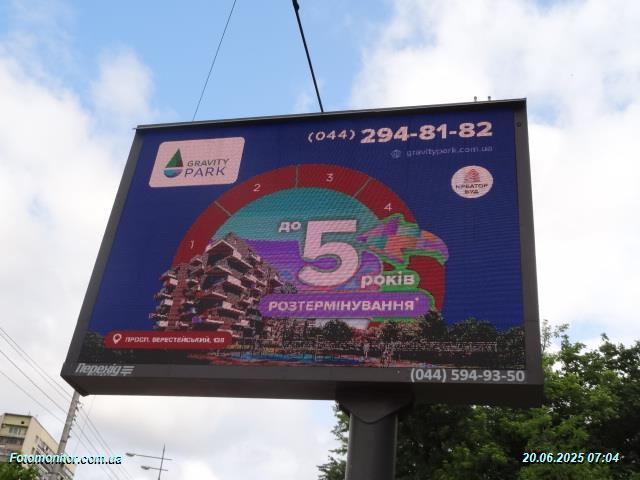 (044) 294-81-82
GRAVITY
PARK
gravitypark.com.ua
КРЕАТОР
БУД
1
2
3
4
до 5
років
РОЗТЕРМІНУВАННЯ*
ПРОСП. БЕРЕСТЕЙСЬКИЙ,
Перехід
(044) 594-93-50
Fotomonitor.com.ua
20.06.2025 07:04